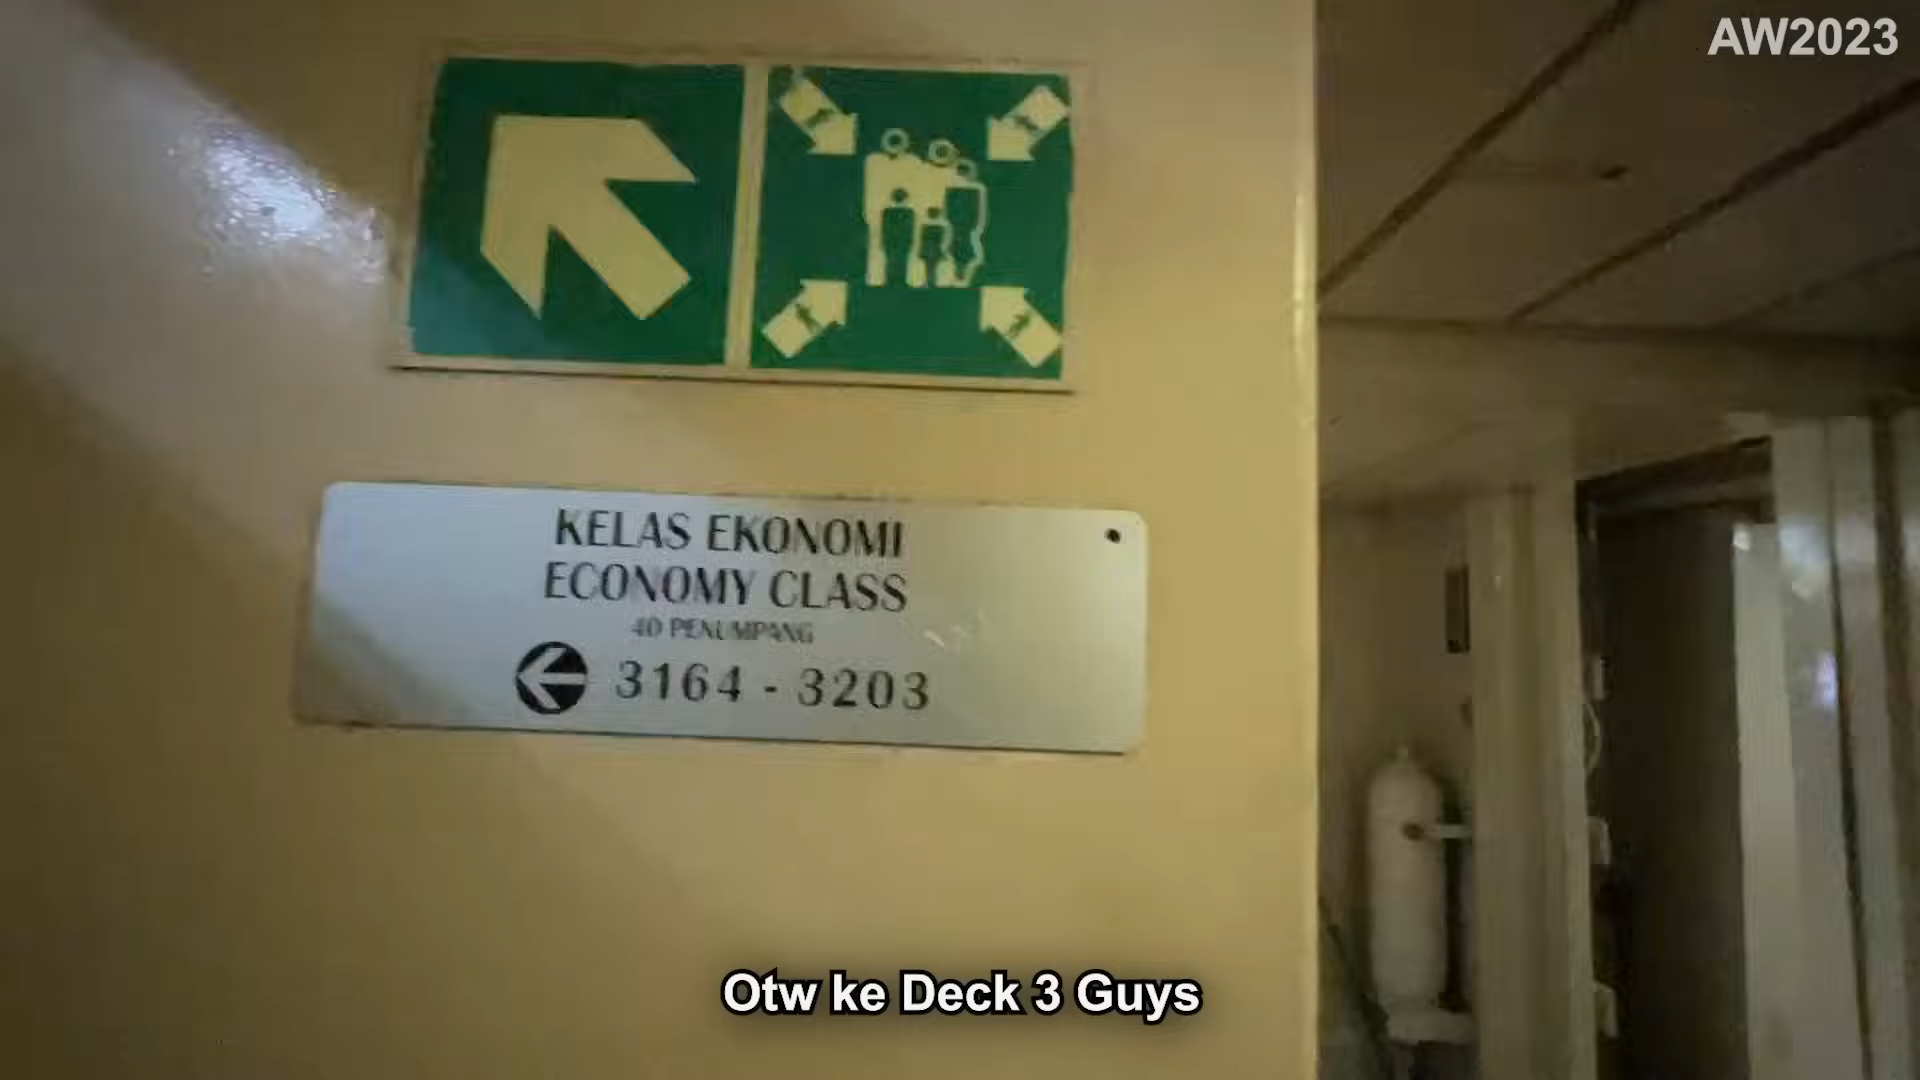 AW2023
KELAS EKONOMI
ECONOMY CLASS
40 PENUMPANG
3164 - 3203
Otw ke Deck 3 Guys